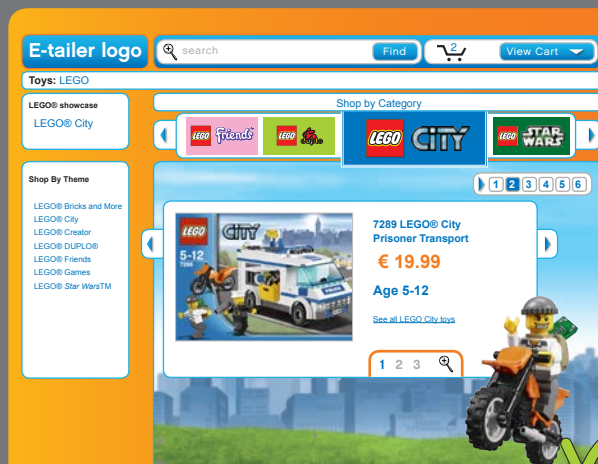 E-tailer logo
search
Find
2
View Cart
Toys: LEGO
LEGO® showcase
LEGO® City
Shop by Category
LEGO Friends
LEGO duplo
LEGO CITY
LEGO STAR WARS
Shop By Theme
LEGO® Bricks and More
LEGO® City
LEGO® Creator
LEGO® DUPLO®
LEGO® Friends
LEGO® Games
LEGO® Star WarsTM
1 2 3 4 5 6
LEGO CITY
5-12
7286
POLICE
7289 LEGO® City
Prisoner Transport
€ 19.99
Age 5-12
See all LEGO City toys
1 2 3